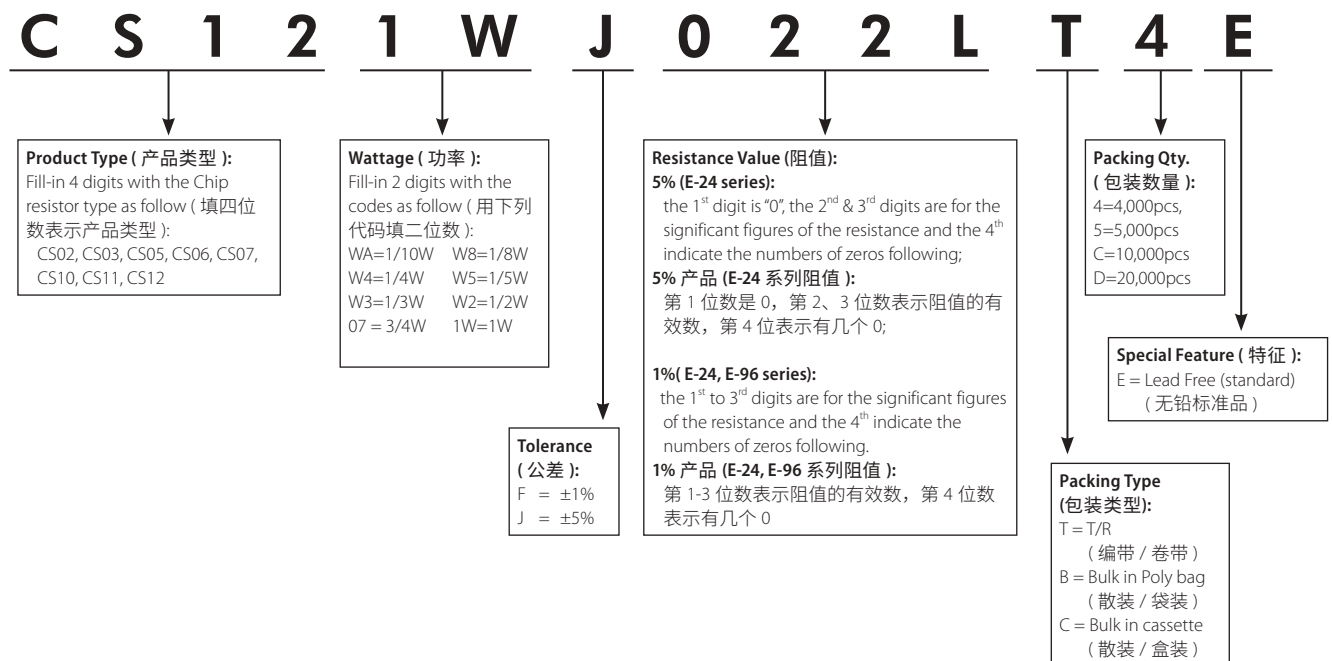 C S 1 2 1 W J 0 2 2 L T 4 E
Product Type ( 产品类型 ):
Fill-in 4 digits with the Chip
resistor type as follow ( 填四位
数表示产品类型 ):
CS02, CS03, CS05, CS06, CS07,
CS10, CS11, CS12
Wattage ( 功率 ):
Fill-in 2 digits with the
codes as follow ( 用下列
代码填二位数 ):
WA=1/10W W8=1/8W
W4=1/4W W5=1/5W
W3=1/3W W2=1/2W
07 = 3/4W 1W=1W
Tolerance
( 公差 ):
F = ±1%
J = ±5%
Resistance Value (阻值):
5% (E-24 series):
the 1st digit is "0", the 2nd & 3rd digits are for the
significant figures of the resistance and the 4th
indicate the numbers of zeros following;
5% 产品 (E-24 系列阻值 ):
第 1 位数是 0，第 2、3 位数表示阻值的有
效数，第 4 位表示有几个 0;
1%( E-24, E-96 series):
the 1st to 3rd digits are for the significant figures
of the resistance and the 4th indicate the
numbers of zeros following.
1% 产品 (E-24, E-96 系列阻值 ):
第 1-3 位数表示阻值的有效数，第 4 位数
表示有几个 0
Packing Qty.
( 包装数量 ):
4=4,000pcs,
5=5,000pcs
C=10,000pcs
D=20,000pcs
Special Feature ( 特征 ):
E = Lead Free (standard)
( 无铅标准品 )
Packing Type
(包装类型):
T = T/R
( 编带 / 卷带 )
B = Bulk in Poly bag
( 散装 / 袋装 )
C = Bulk in cassette
( 散装 / 盒装 )